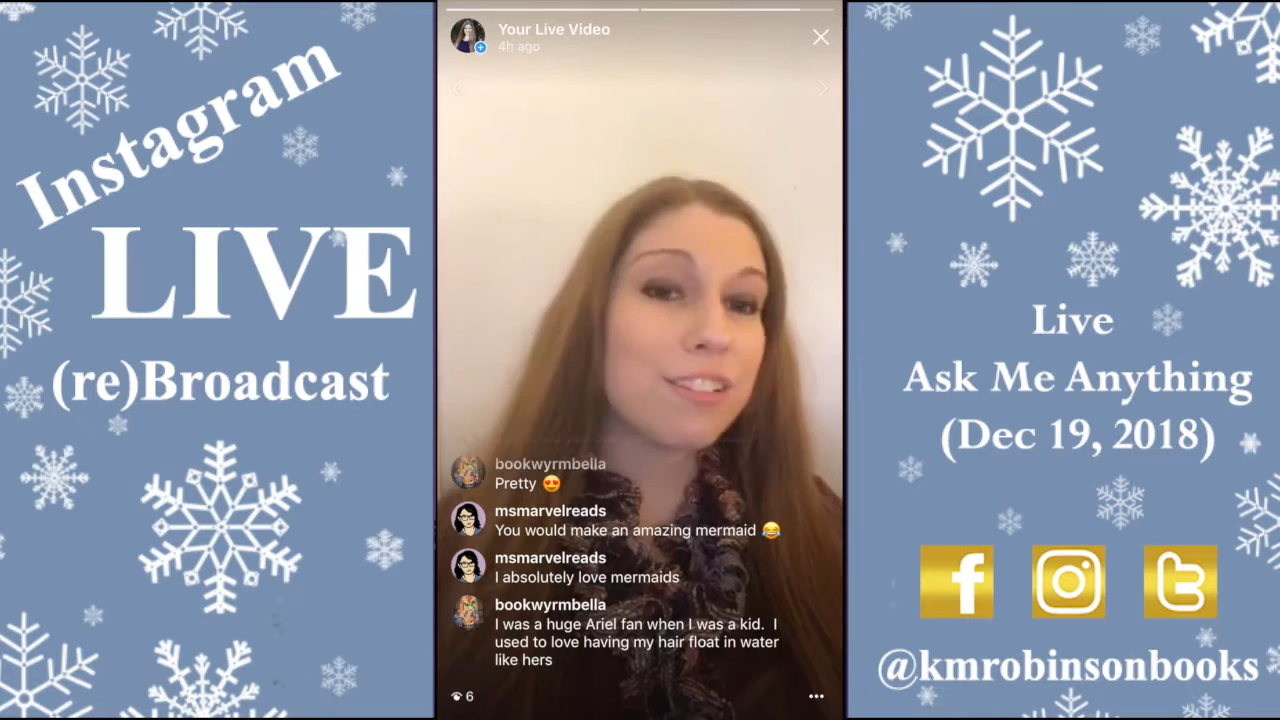 Instagram
LIVE
(re)Broadcast
Your Live Video
4h ago
bookwyrmbella
Pretty 😍
msmarvelreads
You would make an amazing mermaid 😂
msmarvelreads
I absolutely love mermaids
bookwyrmbella
I was a huge Ariel fan when I was a kid. I
used to love having my hair float in water
like hers
6
Live
Ask Me Anything
(Dec 19, 2018)
@kmrobinsonbooks